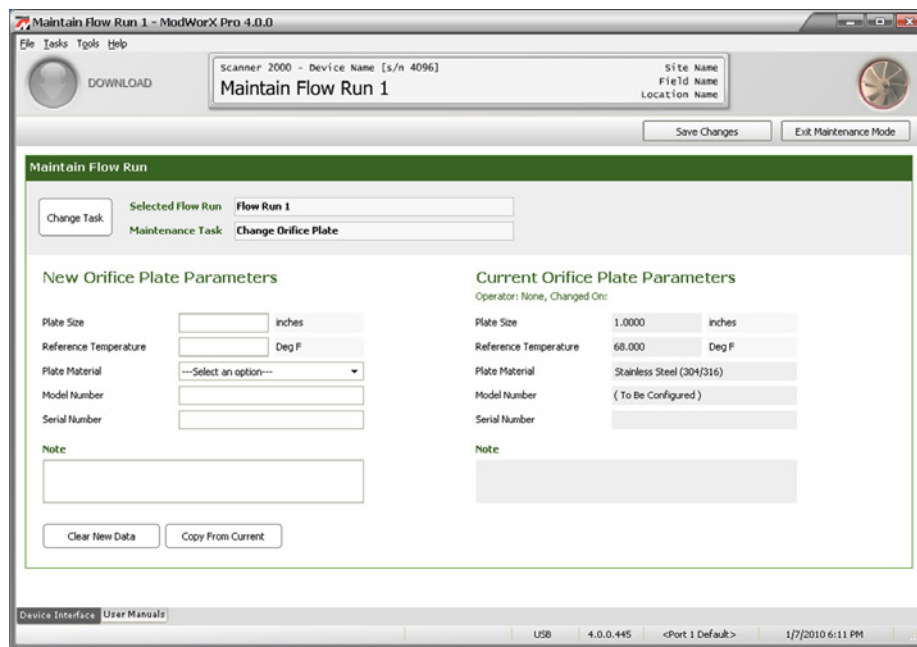 Maintain Flow Run 1 - ModWorX Pro 4.0.0
File Tasks Tools Help
DOWNLOAD
Scanner 2000 - Device Name [s/n 4096]
Maintain Flow Run 1
Site Name
Field Name
Location Name
Save Changes
Exit Maintenance Mode
Maintain Flow Run
Change Task
Selected Flow Run Flow Run 1
Maintenance Task Change Orifice Plate
New Orifice Plate Parameters
Plate Size inches
Reference Temperature Deg F
Plate Material ---Select an option---
Model Number
Serial Number
Note
Clear New Data Copy From Current
Current Orifice Plate Parameters
Operator: None, Changed On:
Plate Size 1.0000 inches
Reference Temperature 68.000 Deg F
Plate Material Stainless Steel (304/316)
Model Number ( To Be Configured )
Serial Number
Note
Device Interface User Manuals
USB 4.0.0.445 <Port 1 Default> 1/7/2010 6:11 PM